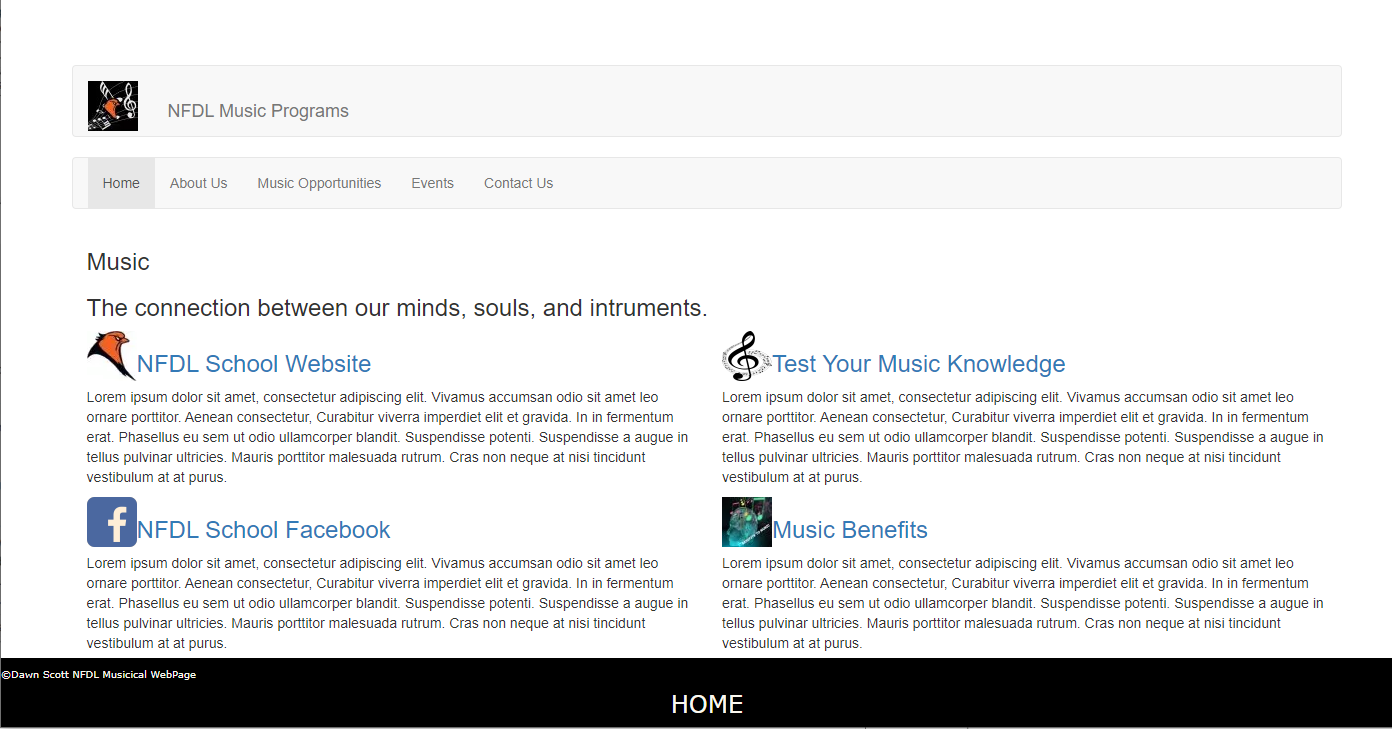 NFDL Music Programs
Home About Us Music Opportunities Events Contact Us
Music
The connection between our minds, souls, and intruments.
NFDL School Website
Lorem ipsum dolor sit amet, consectetur adipiscing elit. Vivamus accumsan odio sit amet leo
ornare porttitor. Aenean consectetur, Curabitur viverra imperdiet elit et gravida. In in fermentum
erat. Phasellus eu sem ut odio ullamcorper blandit. Suspendisse potenti. Suspendisse a augue in
tellus pulvinar ultricies. Mauris porttitor malesuada rutrum. Cras non neque at nisi tincidunt
vestibulum at at purus.
Test Your Music Knowledge
Lorem ipsum dolor sit amet, consectetur adipiscing elit. Vivamus accumsan odio sit amet leo
ornare porttitor. Aenean consectetur, Curabitur viverra imperdiet elit et gravida. In in fermentum
erat. Phasellus eu sem ut odio ullamcorper blandit. Suspendisse potenti. Suspendisse a augue in
tellus pulvinar ultricies. Mauris porttitor malesuada rutrum. Cras non neque at nisi tincidunt
vestibulum at at purus.
NFDL School Facebook
Lorem ipsum dolor sit amet, consectetur adipiscing elit. Vivamus accumsan odio sit amet leo
ornare porttitor. Aenean consectetur, Curabitur viverra imperdiet elit et gravida. In in fermentum
erat. Phasellus eu sem ut odio ullamcorper blandit. Suspendisse potenti. Suspendisse a augue in
tellus pulvinar ultricies. Mauris porttitor malesuada rutrum. Cras non neque at nisi tincidunt
vestibulum at at purus.
Music Benefits
Lorem ipsum dolor sit amet, consectetur adipiscing elit. Vivamus accumsan odio sit amet leo
ornare porttitor. Aenean consectetur, Curabitur viverra imperdiet elit et gravida. In in fermentum
erat. Phasellus eu sem ut odio ullamcorper blandit. Suspendisse potenti. Suspendisse a augue in
tellus pulvinar ultricies. Mauris porttitor malesuada rutrum. Cras non neque at nisi tincidunt
vestibulum at at purus.
©Dawn Scott NFDL Musicical WebPage
HOME